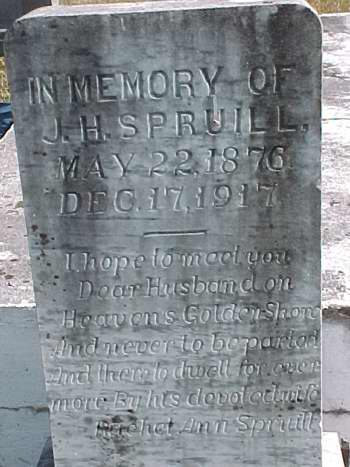 IN MEMORY OF
J.H. SPRUILL.
MAY 22, 1876.
DEC. 17, 1917.
I, hope to meet you
Dear Husband on
Heavens Golden Shore
And never to be parted
And there to dwell for ever
more By his devoted wife
Rachel Ann Spruill